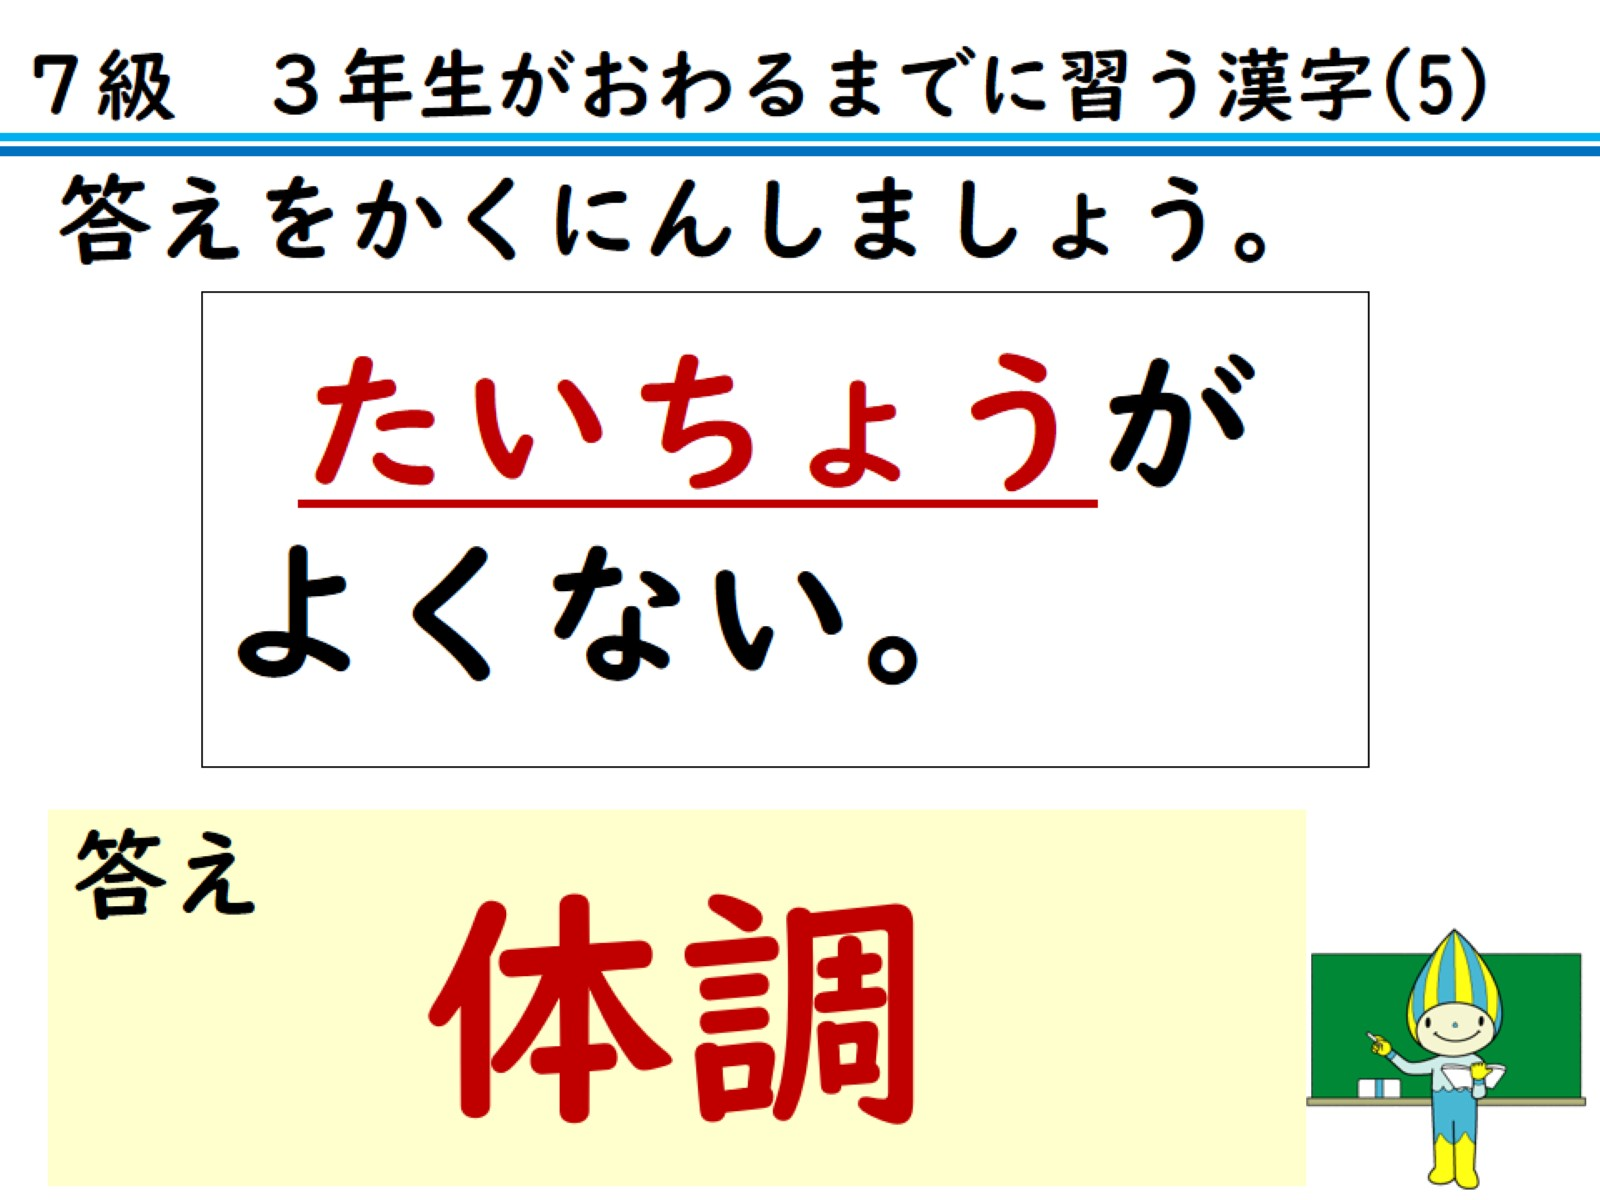 ７級　３年生がおわるまでに習う漢字(5)
答えをかくにんしましょう。
たいちょうが
よくない。
答え
体調